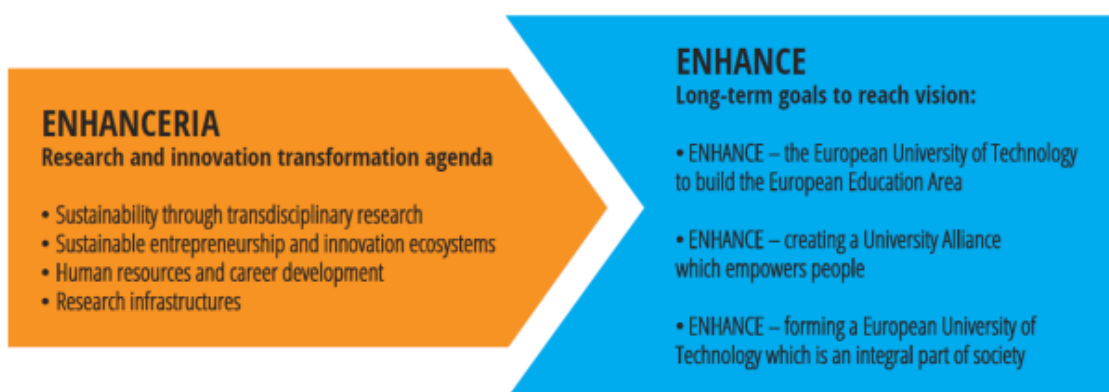 ENHANCERIA
Research and innovation transformation agenda
• Sustainability through transdisciplinary research
• Sustainable entrepreneurship and innovation ecosystems
• Human resources and career development
• Research infrastructures
ENHANCE
Long-term goals to reach vision:
• ENHANCE – the European University of Technology
to build the European Education Area
• ENHANCE – creating a University Alliance
which empowers people
• ENHANCE – forming a European University of
Technology which is an integral part of society